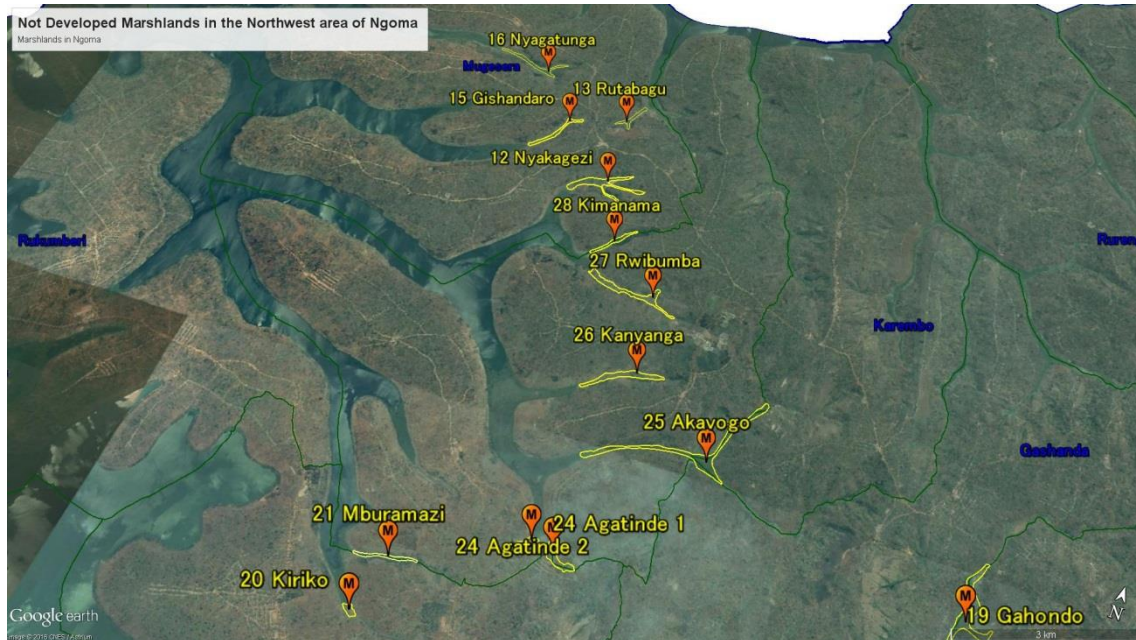 Not Developed Marshlands in the Northwest area of Ngoma
Marshlands in Ngoma
16 Nyagatunga
M
Mugesera
15 Gishandaro
M
13 Rutabagu
M
12 Nyakagezi
M
28 Kimanama
M
Rukumberi
27 Rwibumba
M
26 Kanyanga
M
Karembo
25 Akavogo
M
Gashanda
21 Mburamazi
M
M
24 Agatinde 1
24 Agatinde 2
20 Kiriko
M
M
19 Gahondo
N
3 km
Google earth